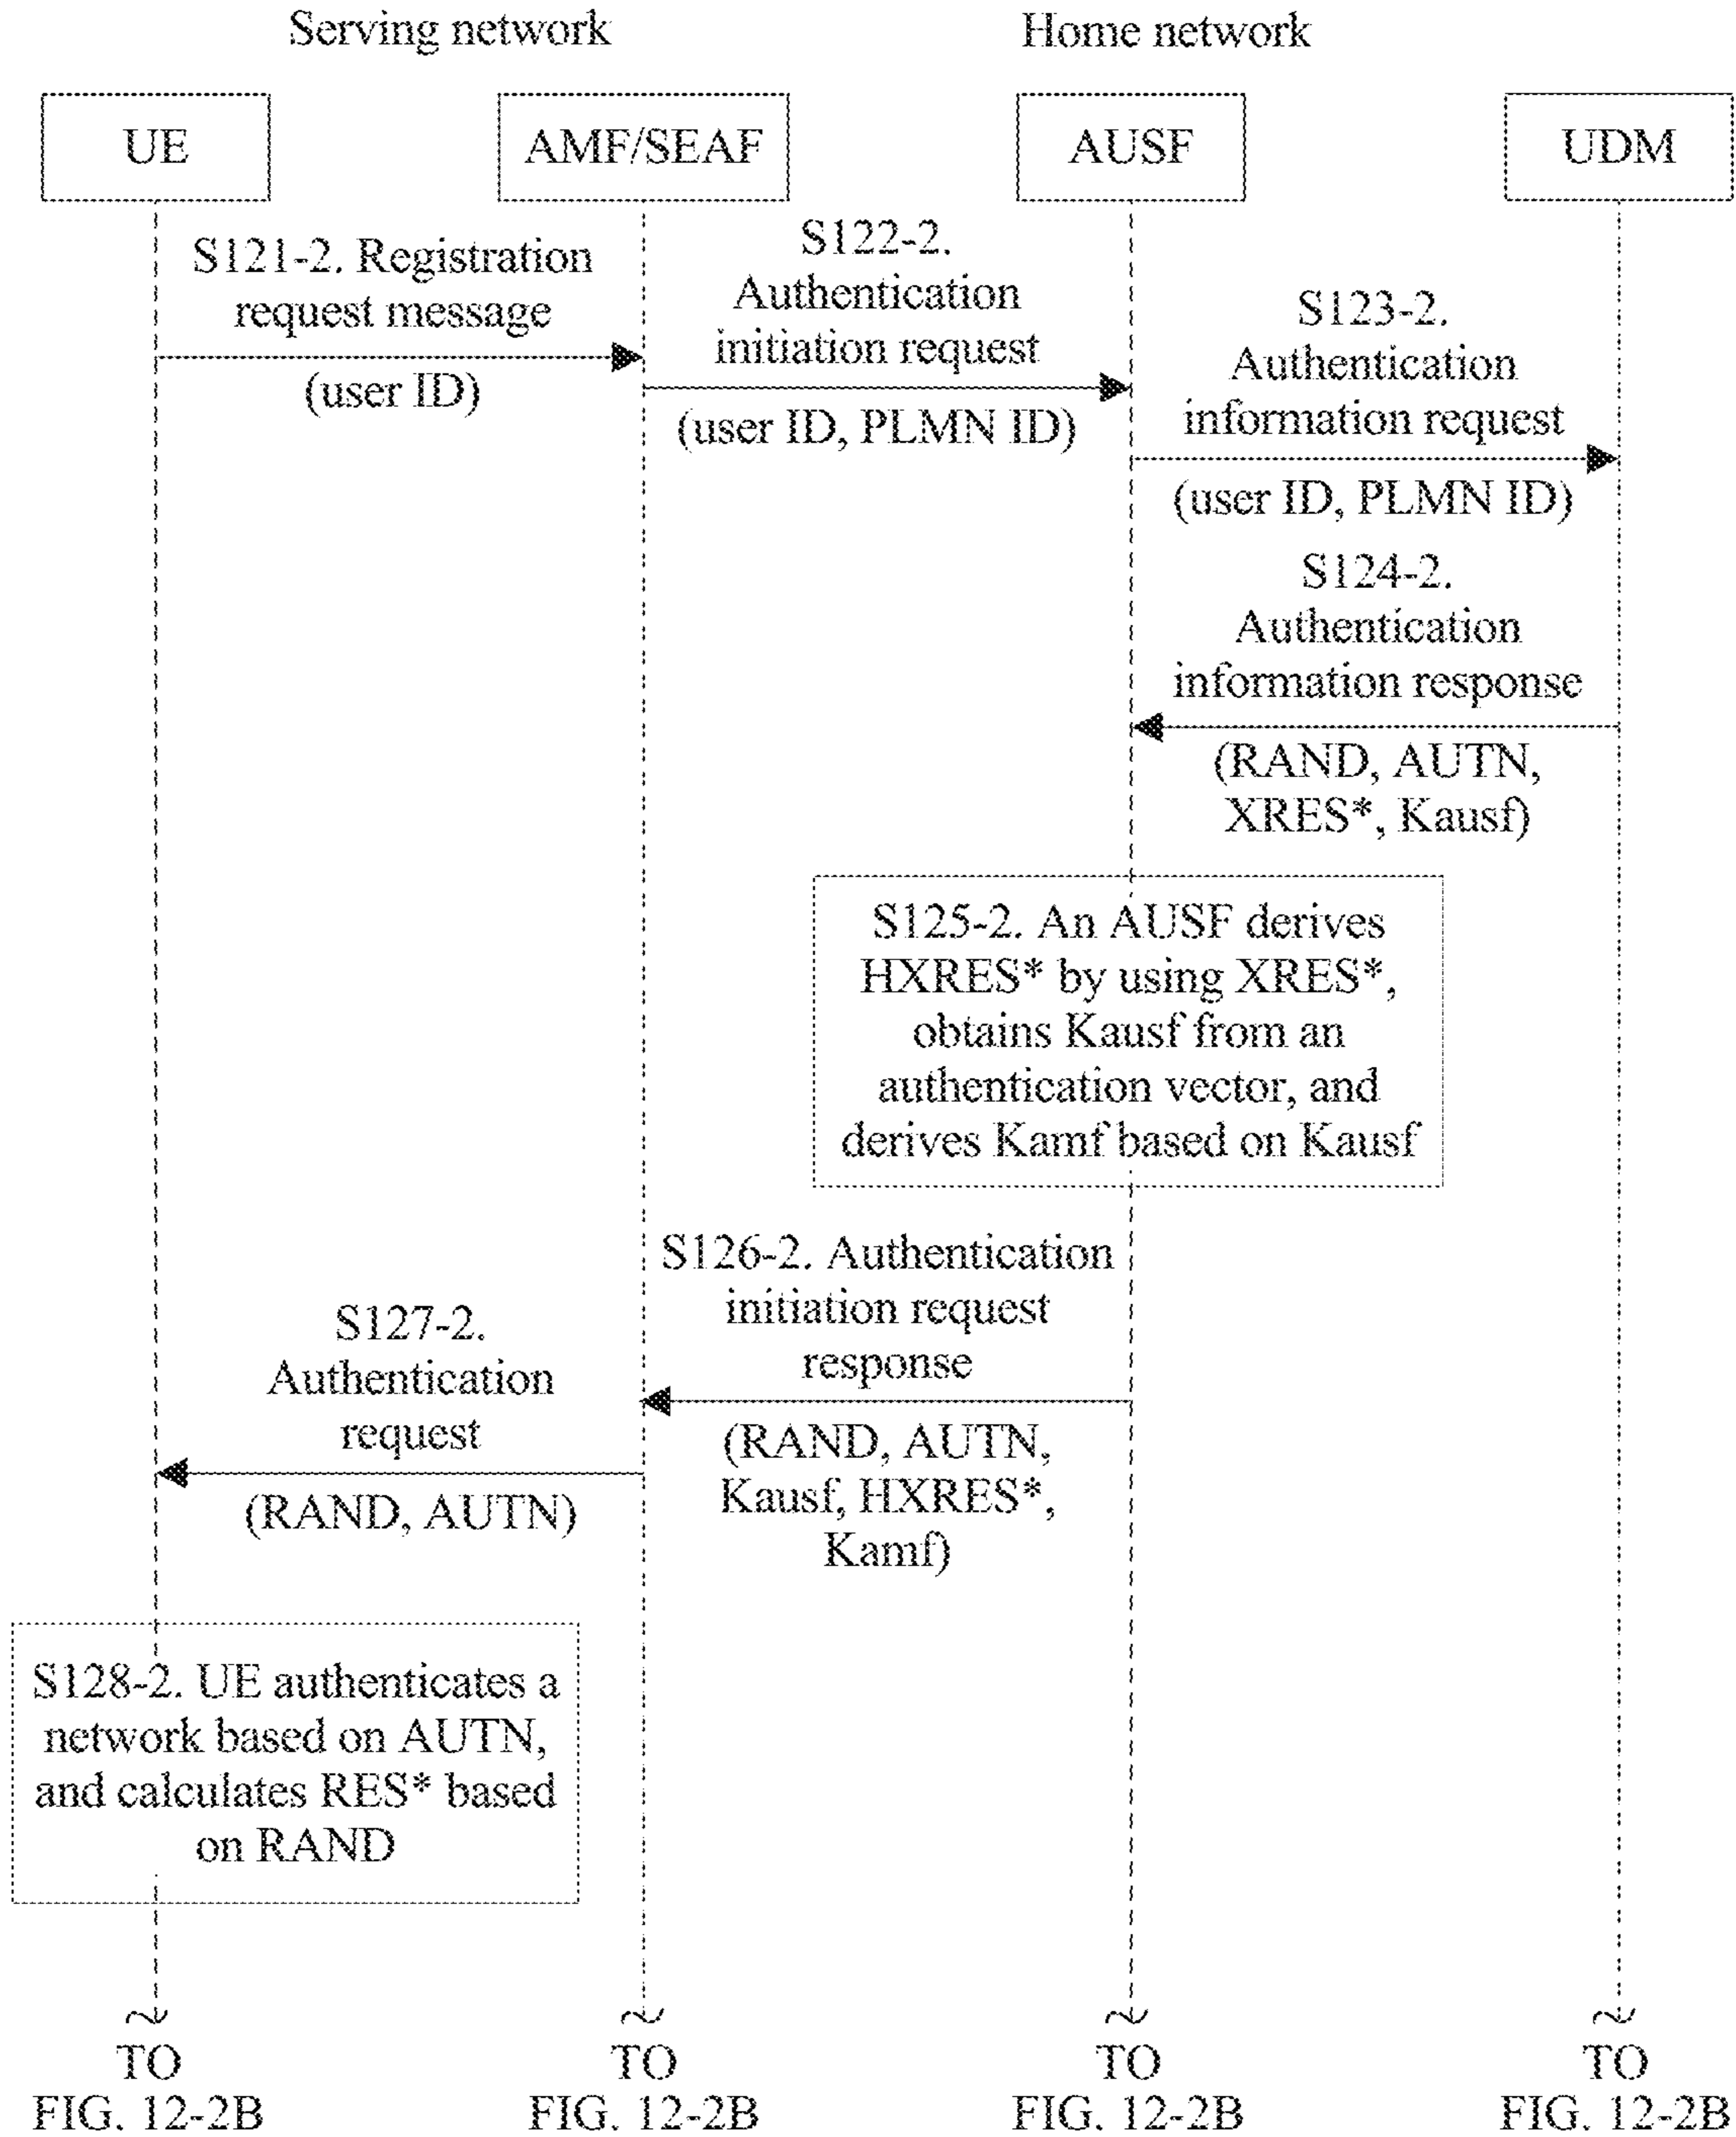 Serving network
Home network
UE
AMF/SEAF
AUSF
UDM
S121-2. Registration
request message
(user ID)
S122-2.
Authentication
initiation request
(user ID, PLMN ID)
S123-2.
Authentication
information request
(user ID, PLMN ID)
S124-2.
Authentication
information response
(RAND, AUTN,
XRES*, Kausf)
S125-2. An AUSF derives
HXRES* by using XRES*,
obtains Kausf from an
authentication vector, and
derives Kamf based on Kausf
S126-2. Authentication
initiation request
response
(RAND, AUTN,
Kausf, HXRES*,
Kamf)
S127-2.
Authentication
request
(RAND, AUTN)
S128-2. UE authenticates a
network based on AUTN,
and calculates RES* based
on RAND
TO
FIG. 12-2B
TO
FIG. 12-2B
TO
FIG. 12-2B
TO
FIG. 12-2B